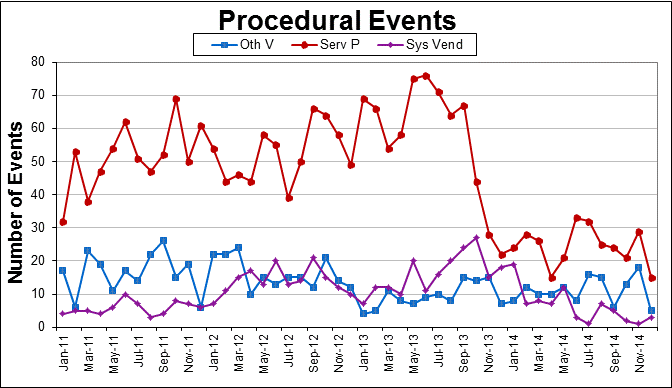 Procedural Events
Oth V Serv P Sys Vend
Number of Events
80
70
60
50
40
30
20
10
0
Jan-11 Mar-11 May-11 Jul-11 Sep-11 Nov-11 Jan-12 Mar-12 May-12 Jul-12 Sep-12 Nov-12 Jan-13 Mar-13 May-13 Jul-13 Sep-13 Nov-13 Jan-14 Mar-14 May-14 Jul-14 Sep-14 Nov-14